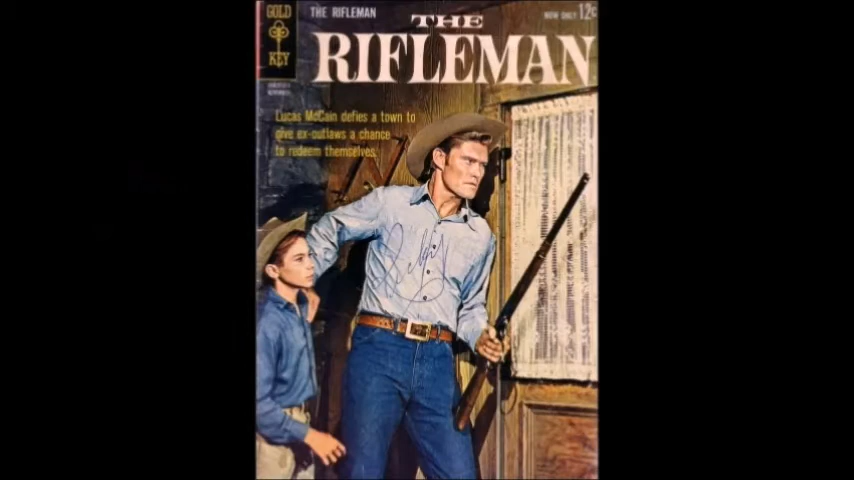 GOLD
KEY
THE RIFLEMAN
NOW ONLY 12¢
THE
RIFLEMAN
NOVEMBER
Lucas McCain defies a town to
give ex-outlaws a chance
to redeem themselves.